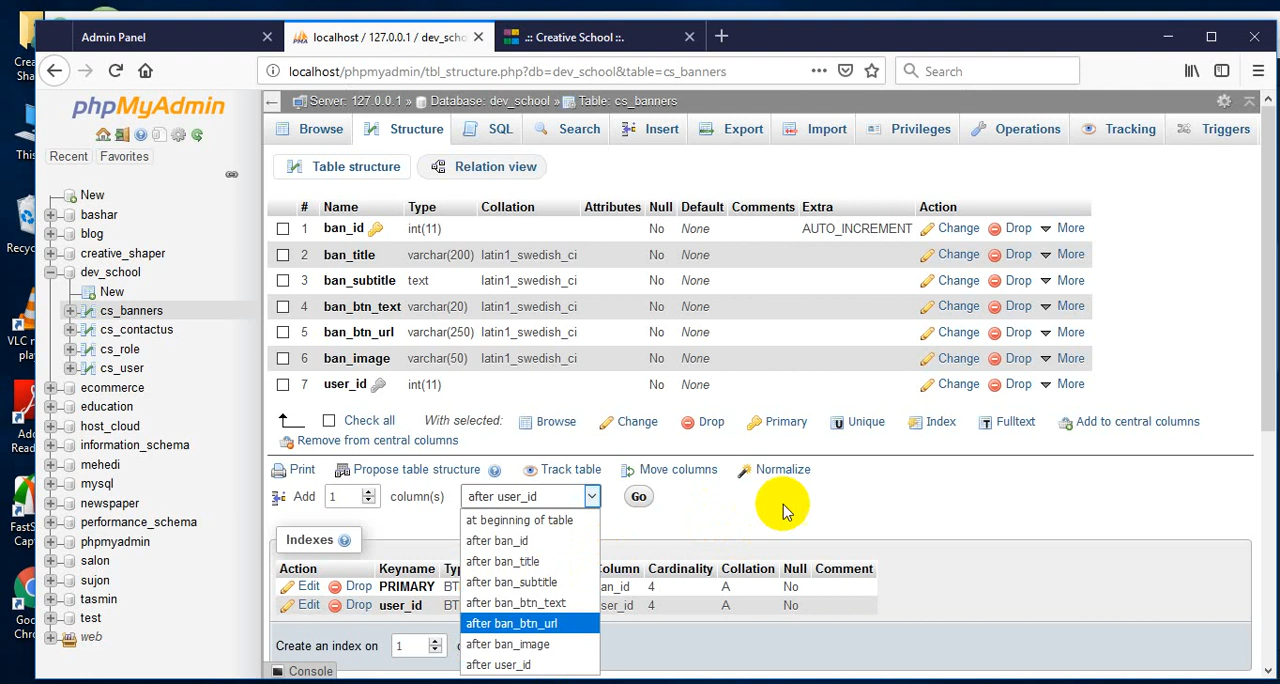 Admin Panel
localhost / 127.0.0.1 / dev_scho
.:: Creative School ::.
localhost/phpmyadmin/tbl_structure.php?db=dev_school&table=cs_banners
Search
phpMyAdmin
Recent Favorites
New
bashar
blog
creative_shaper
dev_school
New
cs_banners
cs_contactus
cs_role
cs_user
ecommerce
education
host_cloud
information_schema
mehedi
mysql
newspaper
performance_schema
phpmyadmin
salon
sujon
tasmin
test
web
Server: 127.0.0.1 » Database: dev_school » Table: cs_banners
Browse Structure SQL Search Insert Export Import Privileges Operations Tracking Triggers
Table structure Relation view
# Name Type Collation Attributes Null Default Comments Extra Action
1 ban_id int(11) No None AUTO_INCREMENT Change Drop More
2 ban_title varchar(200) latin1_swedish_ci No None Change Drop More
3 ban_subtitle text latin1_swedish_ci No None Change Drop More
4 ban_btn_text varchar(20) latin1_swedish_ci No None Change Drop More
5 ban_btn_url varchar(250) latin1_swedish_ci No None Change Drop More
6 ban_image varchar(50) latin1_swedish_ci No None Change Drop More
7 user_id int(11) No None Change Drop More
Check all With selected: Browse Change Drop Primary Unique Index Fulltext Add to central columns
Remove from central columns
Print Propose table structure Track table Move columns Normalize
Add 1 column(s) after user_id Go
at beginning of table
after ban_id
after ban_title
after ban_subtitle
after ban_btn_text
after ban_btn_url
after ban_image
after user_id
Indexes
Action Keyname Ty Column Cardinality Collation Null Comment
Edit Drop PRIMARY BT an_id 4 A No
Edit Drop user_id BT ser_id 4 A No
Create an index on 1 c
Console